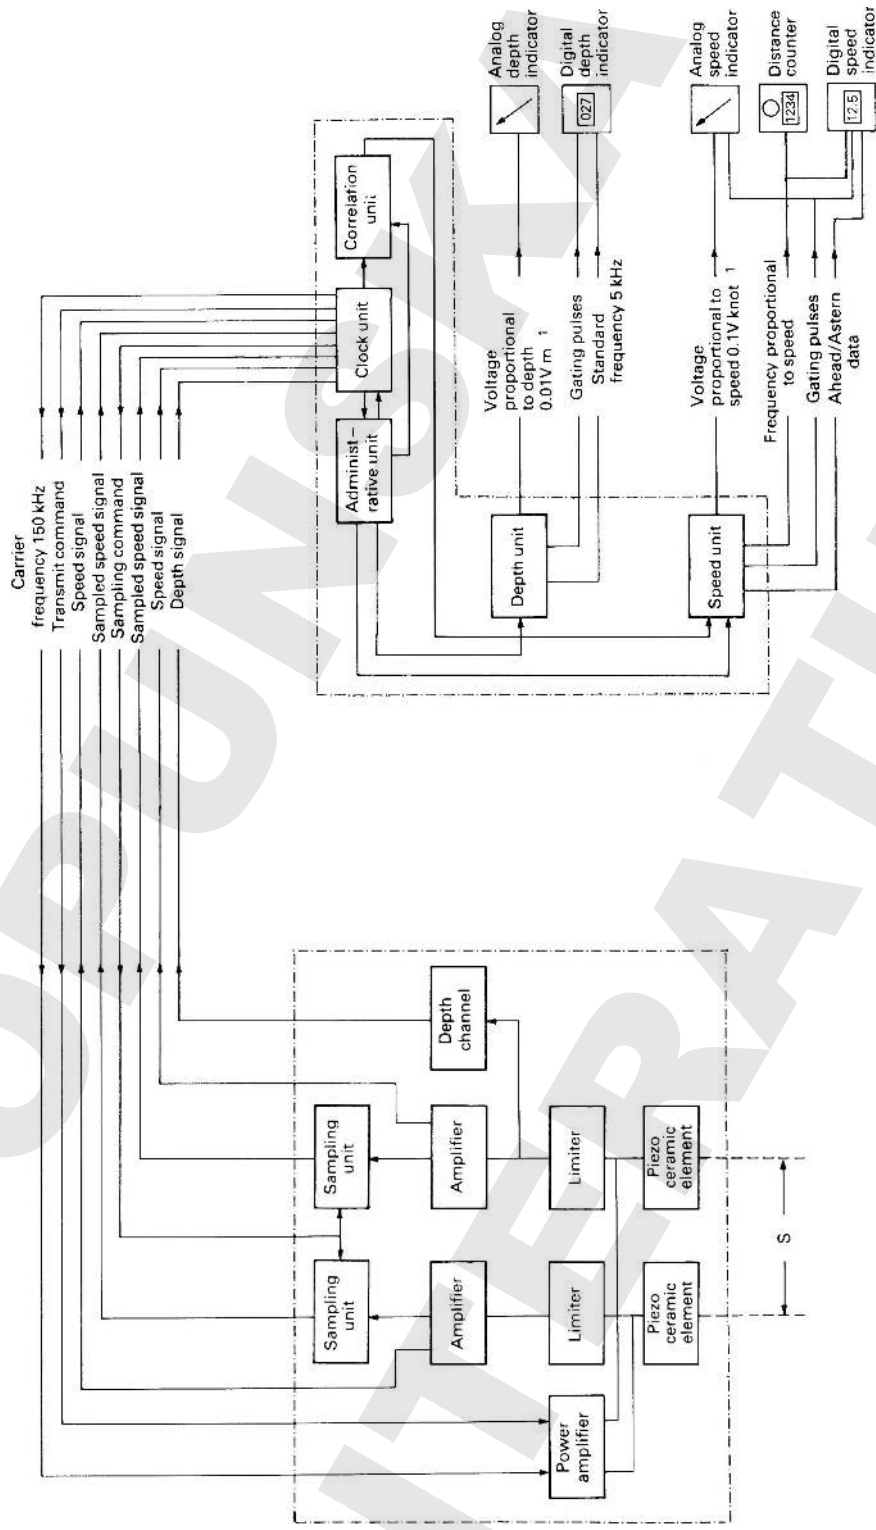 Carrier
frequency 150 kHz
Transmit command
Speed signal
Sampled speed signal
Sampling command
Sampled speed signal
Speed signal
Depth signal
Power
amplifier
Sampling
unit
Amplifier
Limiter
Piezo
ceramic
element
Sampling
unit
Amplifier
Limiter
Piezo
ceramic
element
S
Depth
channel
Administ–
rative unit
Clock unit
Correlation
unit
Depth unit
Speed unit
Voltage
proportional
to depth
0.01V m 1
Gating pulses
Standard
frequency 5 kHz
Voltage
proportional to
speed 0.1V knot 1
Frequency proportional
to speed
Gating pulses
Ahead/Astern
data
Analog
depth
indicator
Digital
depth
indicator
027
Analog
speed
indicator
Distance
counter
1234
Digital
speed
indicator
12.5